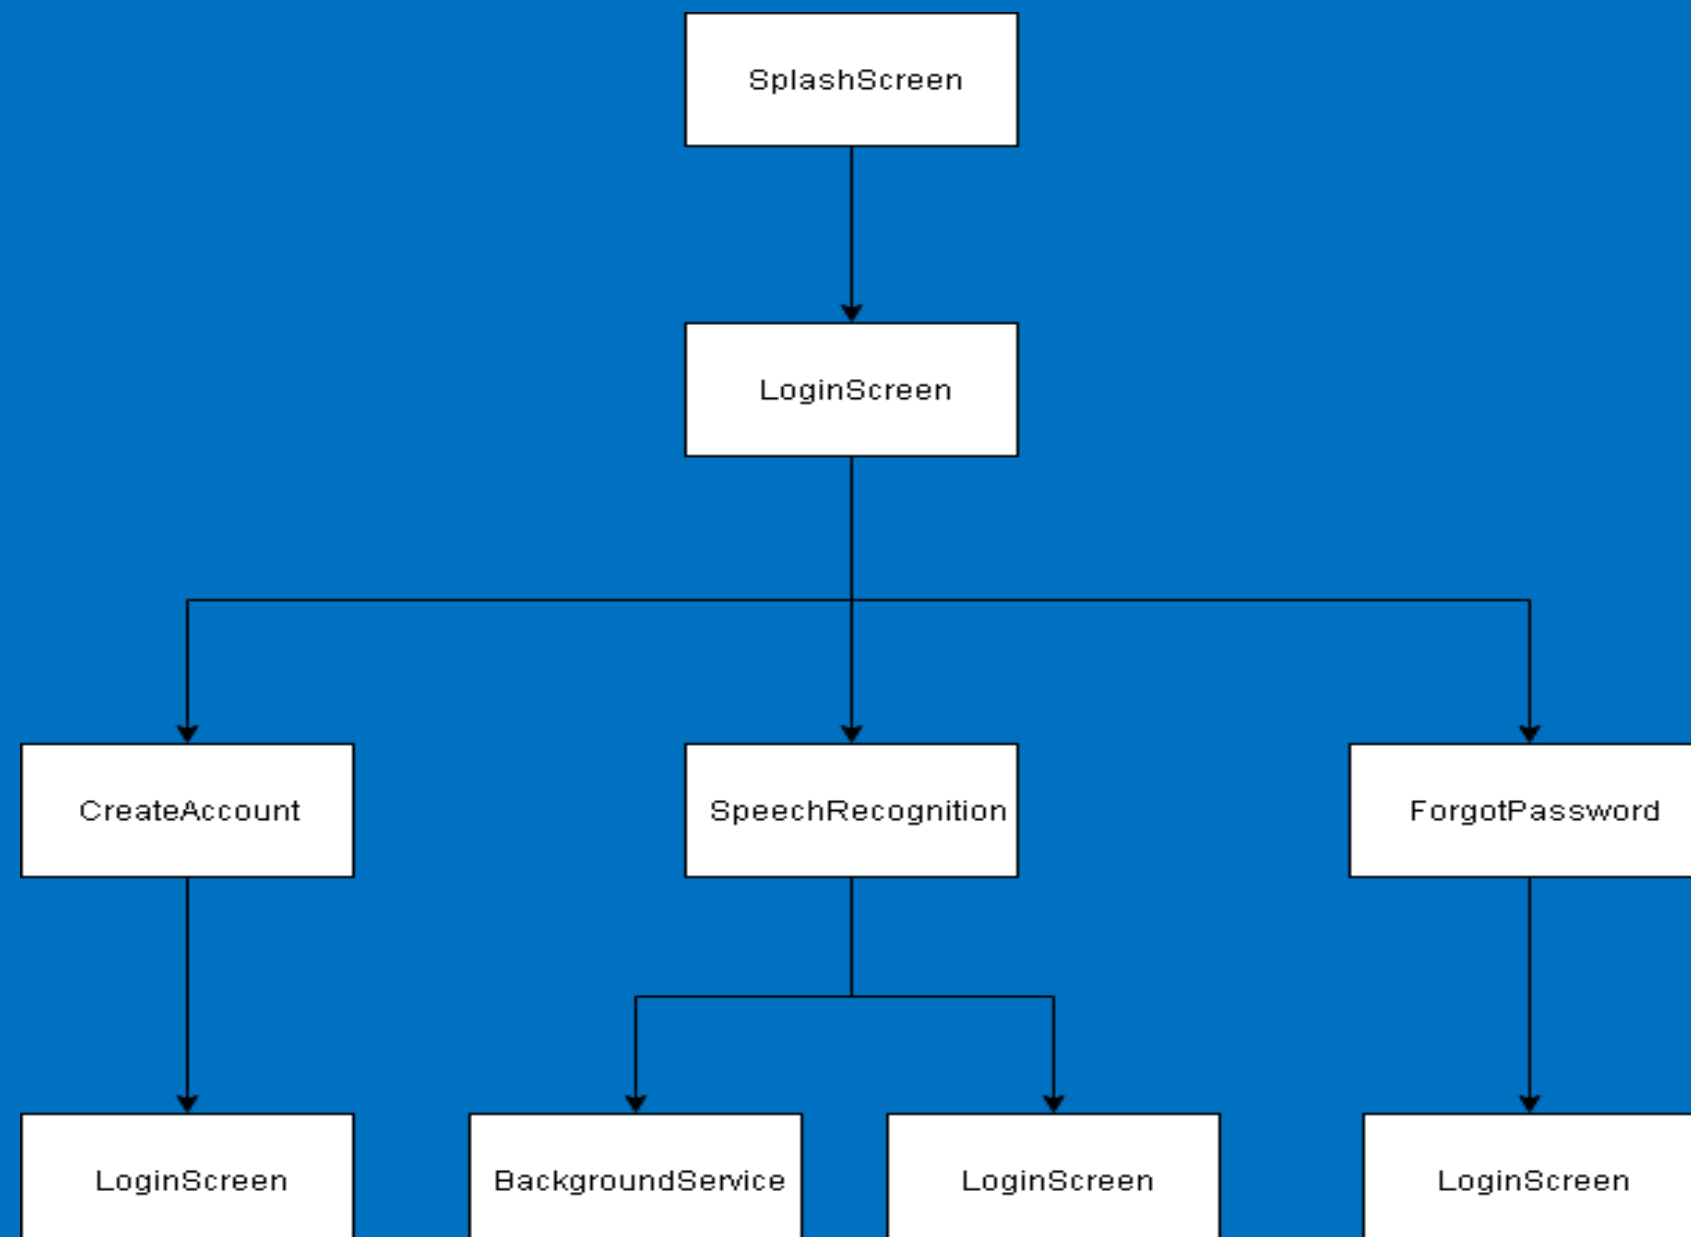 SplashScreen
LoginScreen
CreateAccount
SpeechRecognition
ForgotPassword
LoginScreen
BackgroundService
LoginScreen
LoginScreen